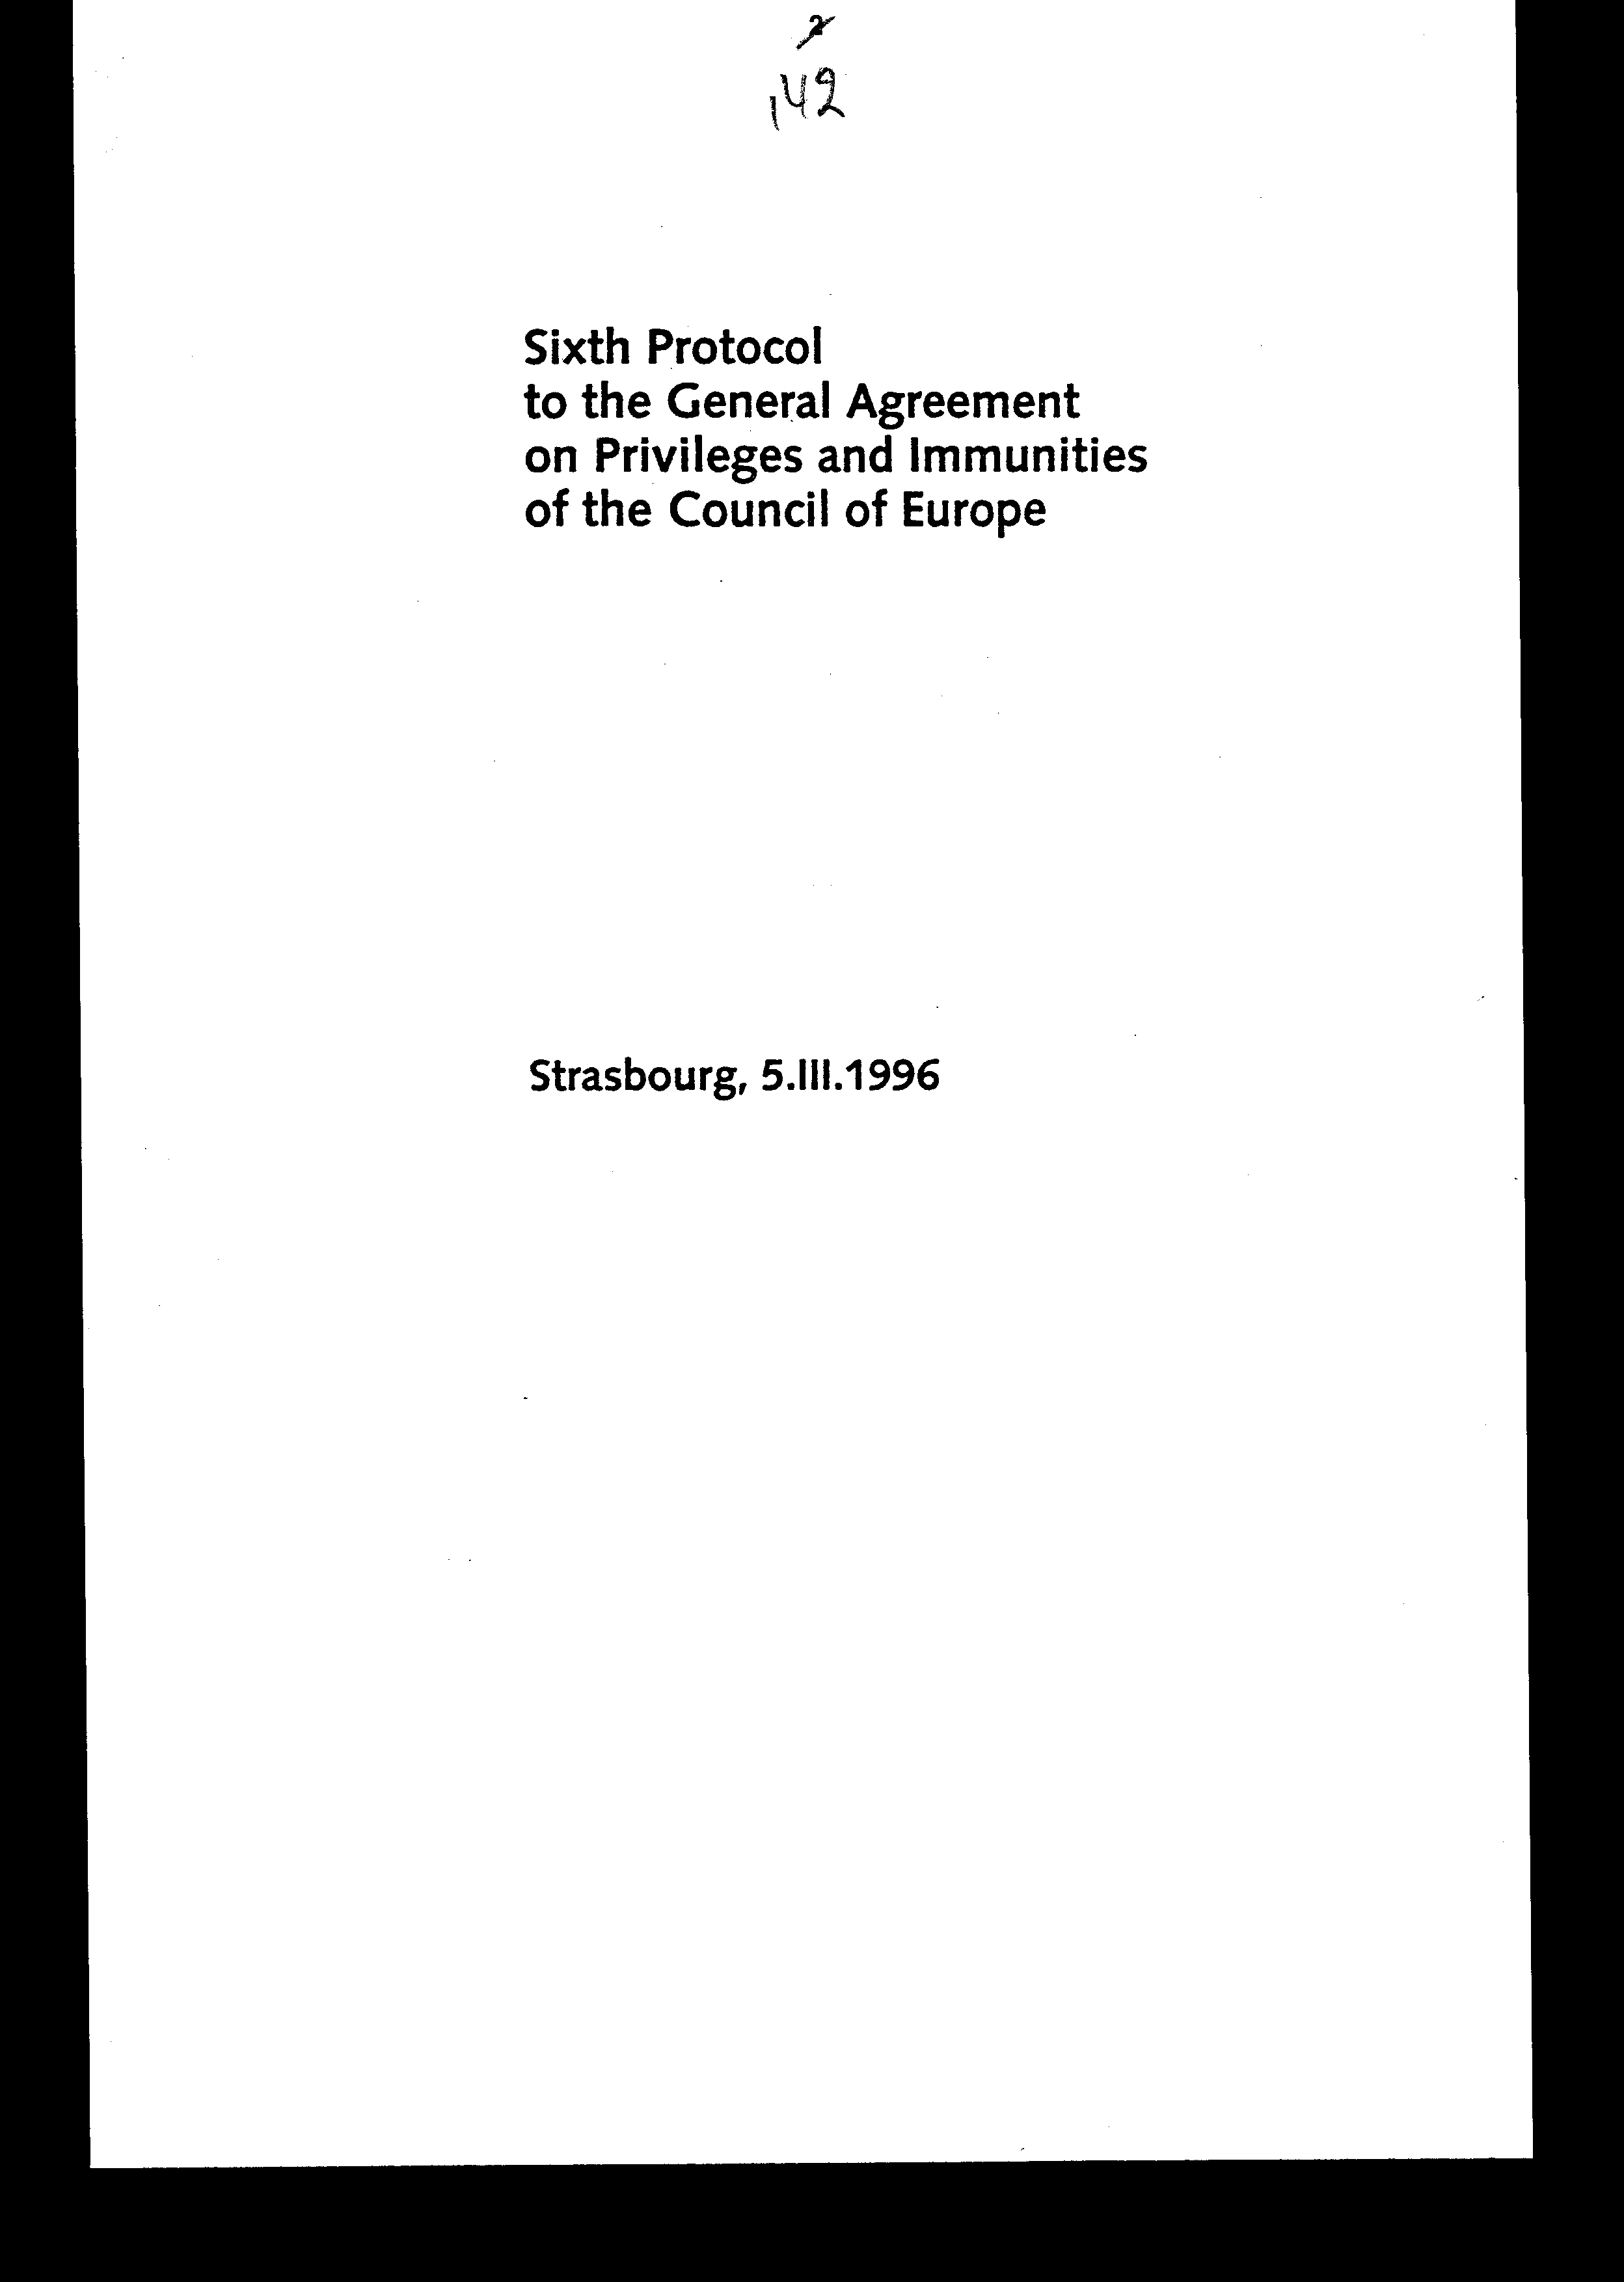 2
142
Sixth Protocol
to the General Agreement
on Privileges and Immunities
of the Council of Europe
Strasbourg, 5.III.1996